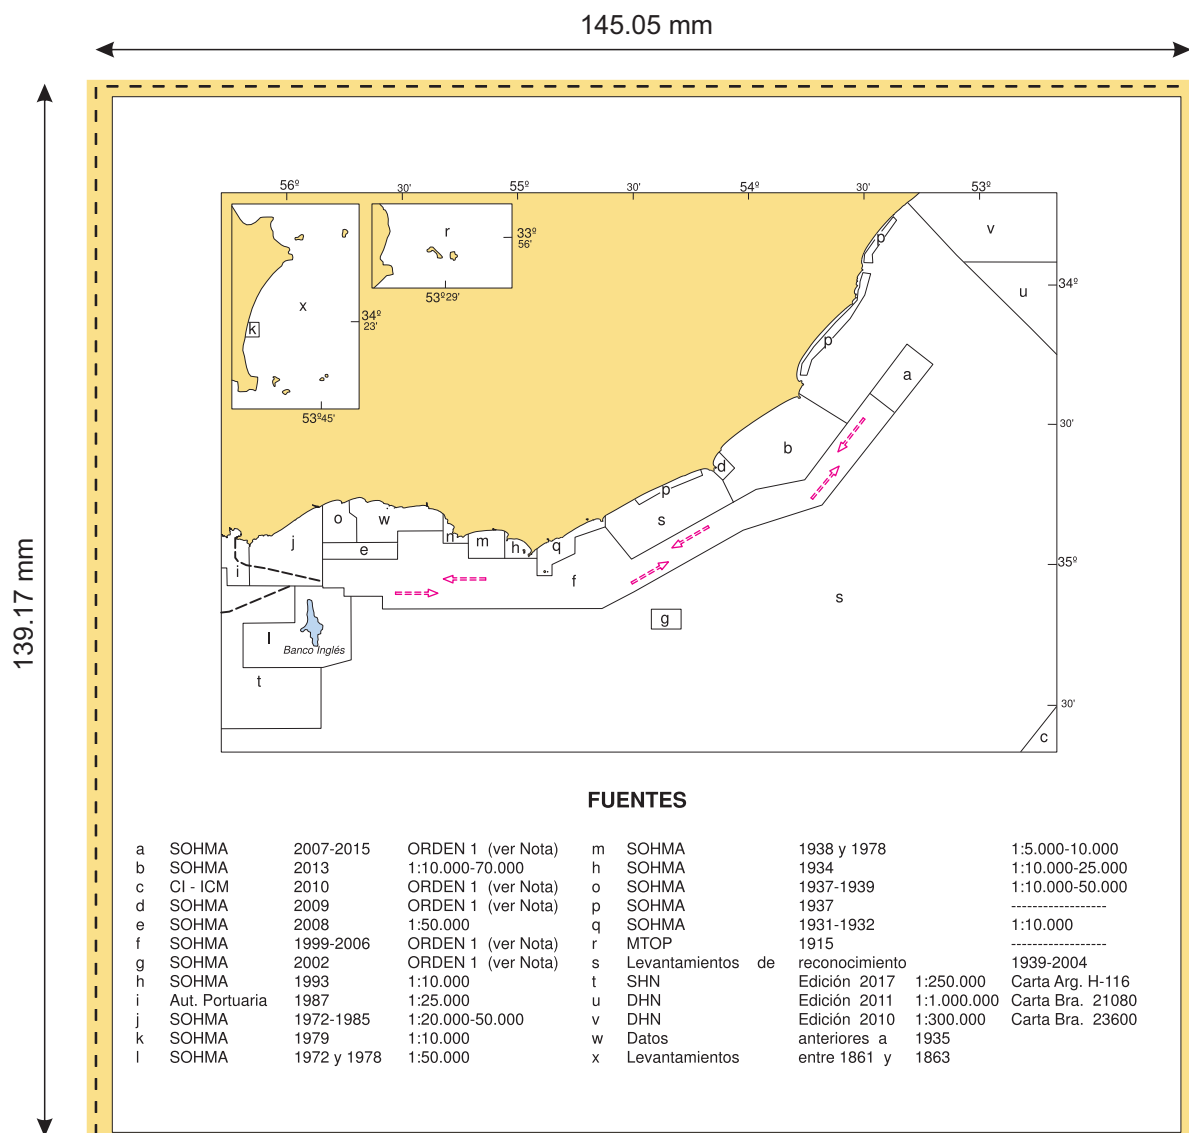 145.05 mm
139.17 mm
56º 30' 55º 30' 54º 30' 53º
r 33º 56'
53º29'
x
k
34º 23'
53º45'
v
p
u
34º
p
a
30'
b
d
p
s
o w
n m h q
j
e
i
f
35º
s
g
l
Banco Inglés
t
30'
c
FUENTES
a SOHMA 2007-2015 ORDEN 1 (ver Nota)
b SOHMA 2013 1:10.000-70.000
c CI - ICM 2010 ORDEN 1 (ver Nota)
d SOHMA 2009 ORDEN 1 (ver Nota)
e SOHMA 2008 1:50.000
f SOHMA 1999-2006 ORDEN 1 (ver Nota)
g SOHMA 2002 ORDEN 1 (ver Nota)
h SOHMA 1993 1:10.000
i Aut. Portuaria 1987 1:25.000
j SOHMA 1972-1985 1:20.000-50.000
k SOHMA 1979 1:10.000
l SOHMA 1972 y 1978 1:50.000
m SOHMA 1938 y 1978 1:5.000-10.000
h SOHMA 1934 1:10.000-25.000
o SOHMA 1937-1939 1:10.000-50.000
p SOHMA 1937 -----------------
q SOHMA 1931-1932 1:10.000
r MTOP 1915 -----------------
s Levantamientos de reconocimiento 1939-2004
t SHN Edición 2017 1:250.000 Carta Arg. H-116
u DHN Edición 2011 1:1.000.000 Carta Bra. 21080
v DHN Edición 2010 1:300.000 Carta Bra. 23600
w Datos anteriores a 1935
x Levantamientos entre 1861 y 1863